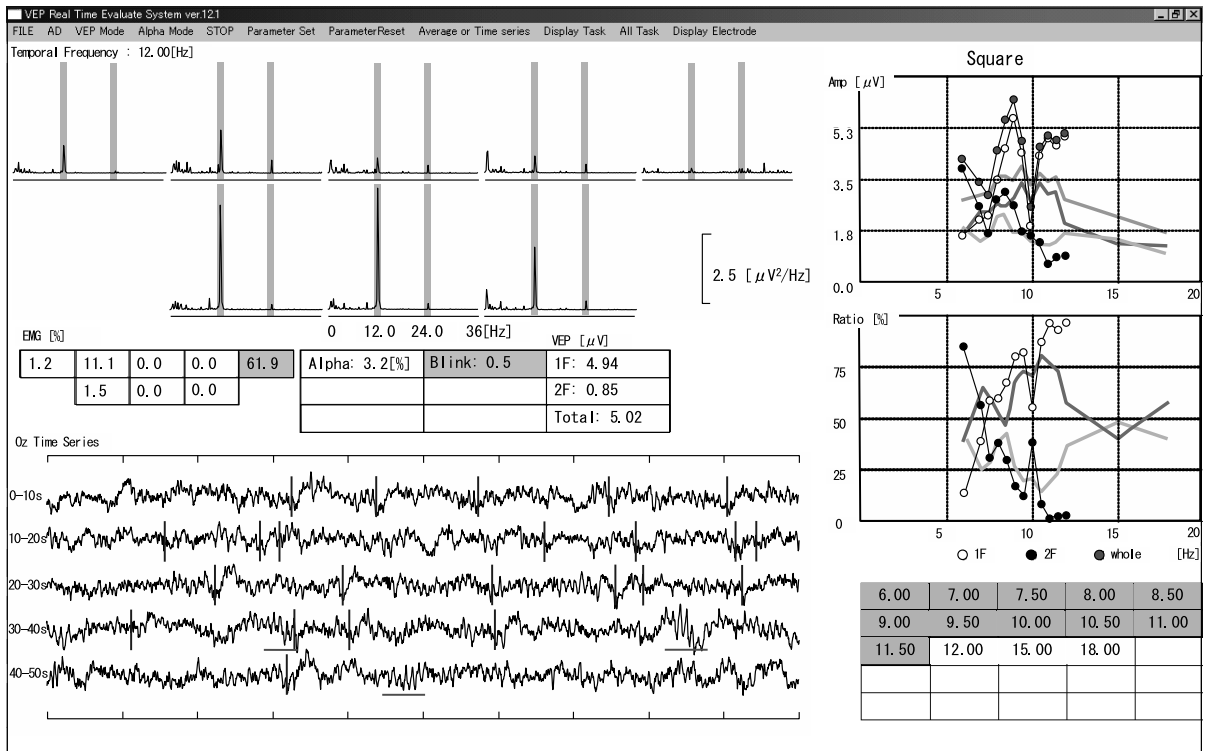 VEP Real Time Evaluate System ver.12.1
FILE AD VEP Mode Alpha Mode STOP Parameter Set ParameterReset Average or Time series Display Task All Task Display Electrode
Temporal Frequency : 12.00[Hz]
2.5 [μV²/Hz]
0 12.0 24.0 36[Hz]
EMG [%]
1.2 11.1 0.0 0.0 61.9
1.5 0.0 0.0
VEP [μV]
Alpha: 3.2[%] Blink: 0.5 1F: 4.94
2F: 0.85
Total: 5.02
Oz Time Series
0-10s
10-20s
20-30s
30-40s
40-50s
Square
Amp [μV]
5.3
3.5
1.8
0.0
5 10 15 20
Ratio [%]
75
50
25
0
5 10 15 20
1F 2F whole [Hz]
6.00 7.00 7.50 8.00 8.50
9.00 9.50 10.00 10.50 11.00
11.50 12.00 15.00 18.00